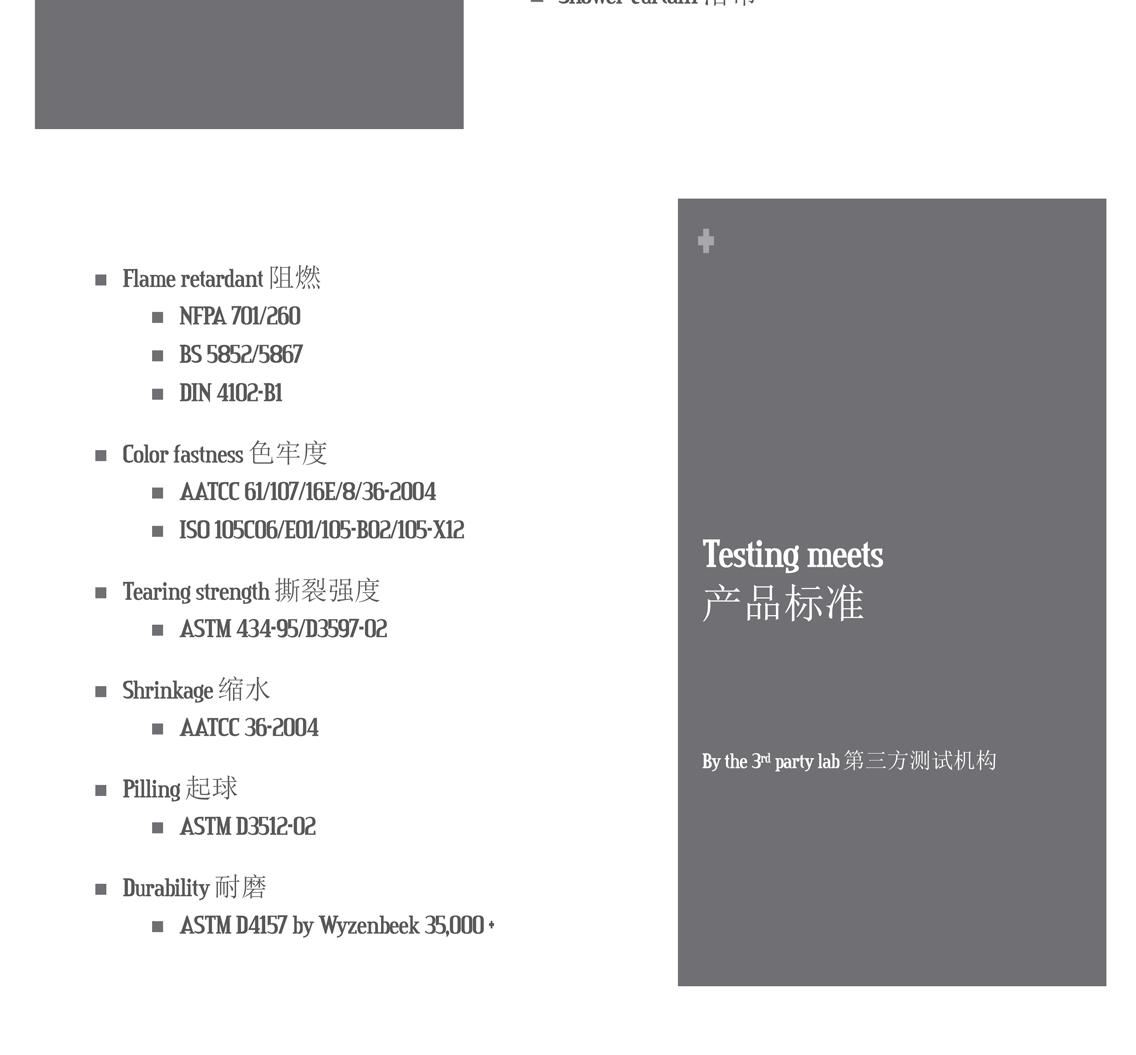 Shower curtain 浴帘
Flame retardant 阻燃
NFPA 701/260
BS 5852/5867
DIN 4102-B1
Color fastness 色牢度
AATCC 61/107/16E/8/36-2004
ISO 105C06/E01/105-B02/105-X12
Tearing strength 撕裂强度
ASTM 434-95/D3597-02
Shrinkage 缩水
AATCC 36-2004
Pilling 起球
ASTM D3512-02
Durability 耐磨
ASTM D4157 by Wyzenbeek 35,000 +
Testing meets
产品标准
By the 3rd party lab 第三方测试机构